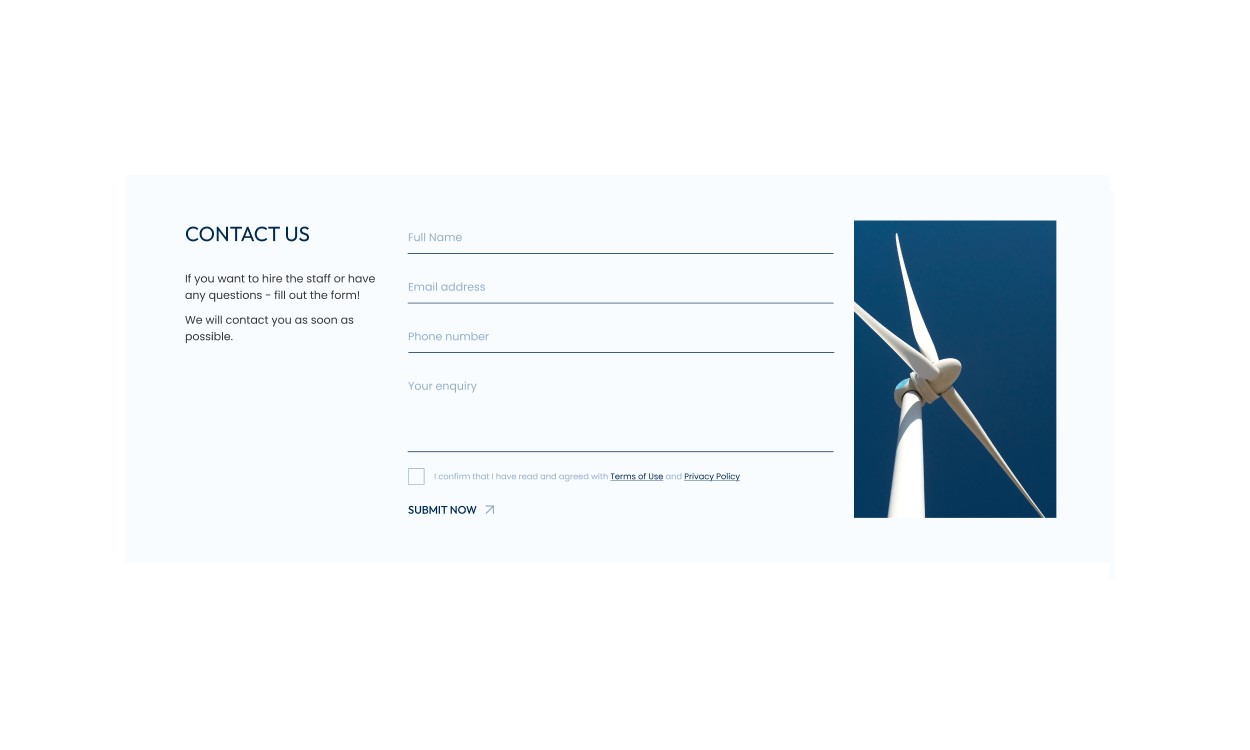 CONTACT US
If you want to hire the staff or have
any questions - fill out the form!
We will contact you as soon as
possible.
Full Name
Email address
Phone number
Your enquiry
I confirm that I have read and agreed with Terms of Use and Privacy Policy
SUBMIT NOW